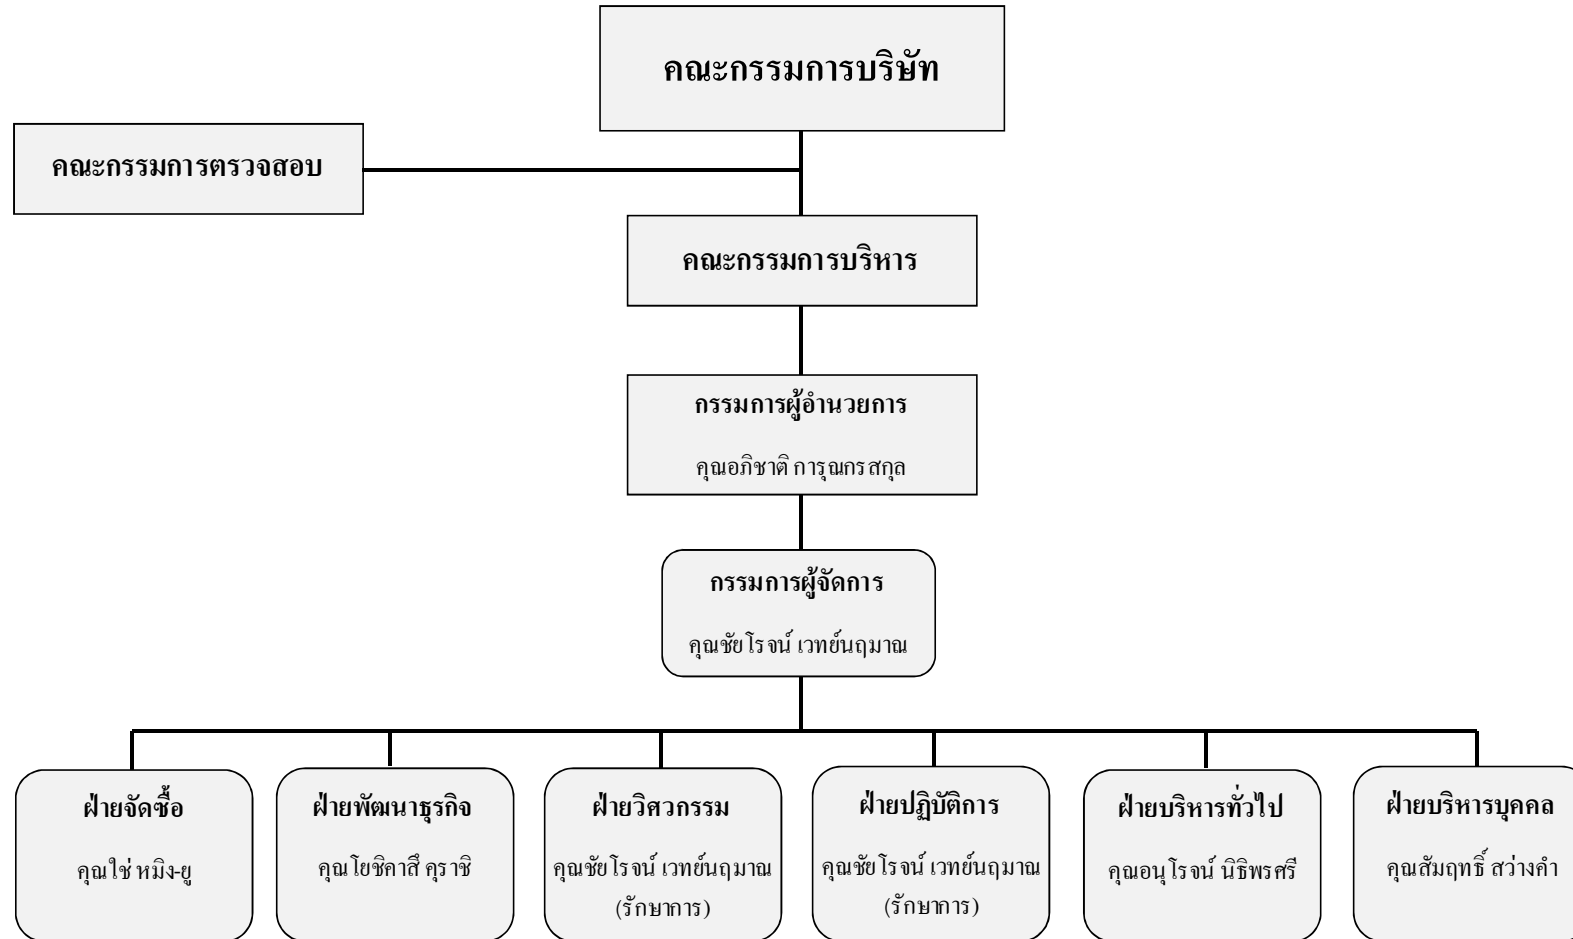 คณะกรรมการบริษัท
คณะกรรมการตรวจสอบ
คณะกรรมการบริหาร
กรรมการผู้อำนวยการ
คุณอภิชาติ การุณกรสกุล
กรรมการผู้จัดการ
คุณชัยโรจน์ เวทย์นฤมาณ
ฝ่ายจัดซื้อ
คุณใช่ หมิง-ยู
ฝ่ายพัฒนาธุรกิจ
คุณโยชิคาสึ คุราชิ
ฝ่ายวิศวกรรม
คุณชัยโรจน์ เวทย์นฤมาณ
(รักษาการ)
ฝ่ายปฏิบัติการ
คุณชัยโรจน์ เวทย์นฤมาณ
(รักษาการ)
ฝ่ายบริหารทั่วไป
คุณอนุโรจน์ นิธิพรศรี
ฝ่ายบริหารบุคคล
คุณสัมฤทธิ์ สว่างคำ